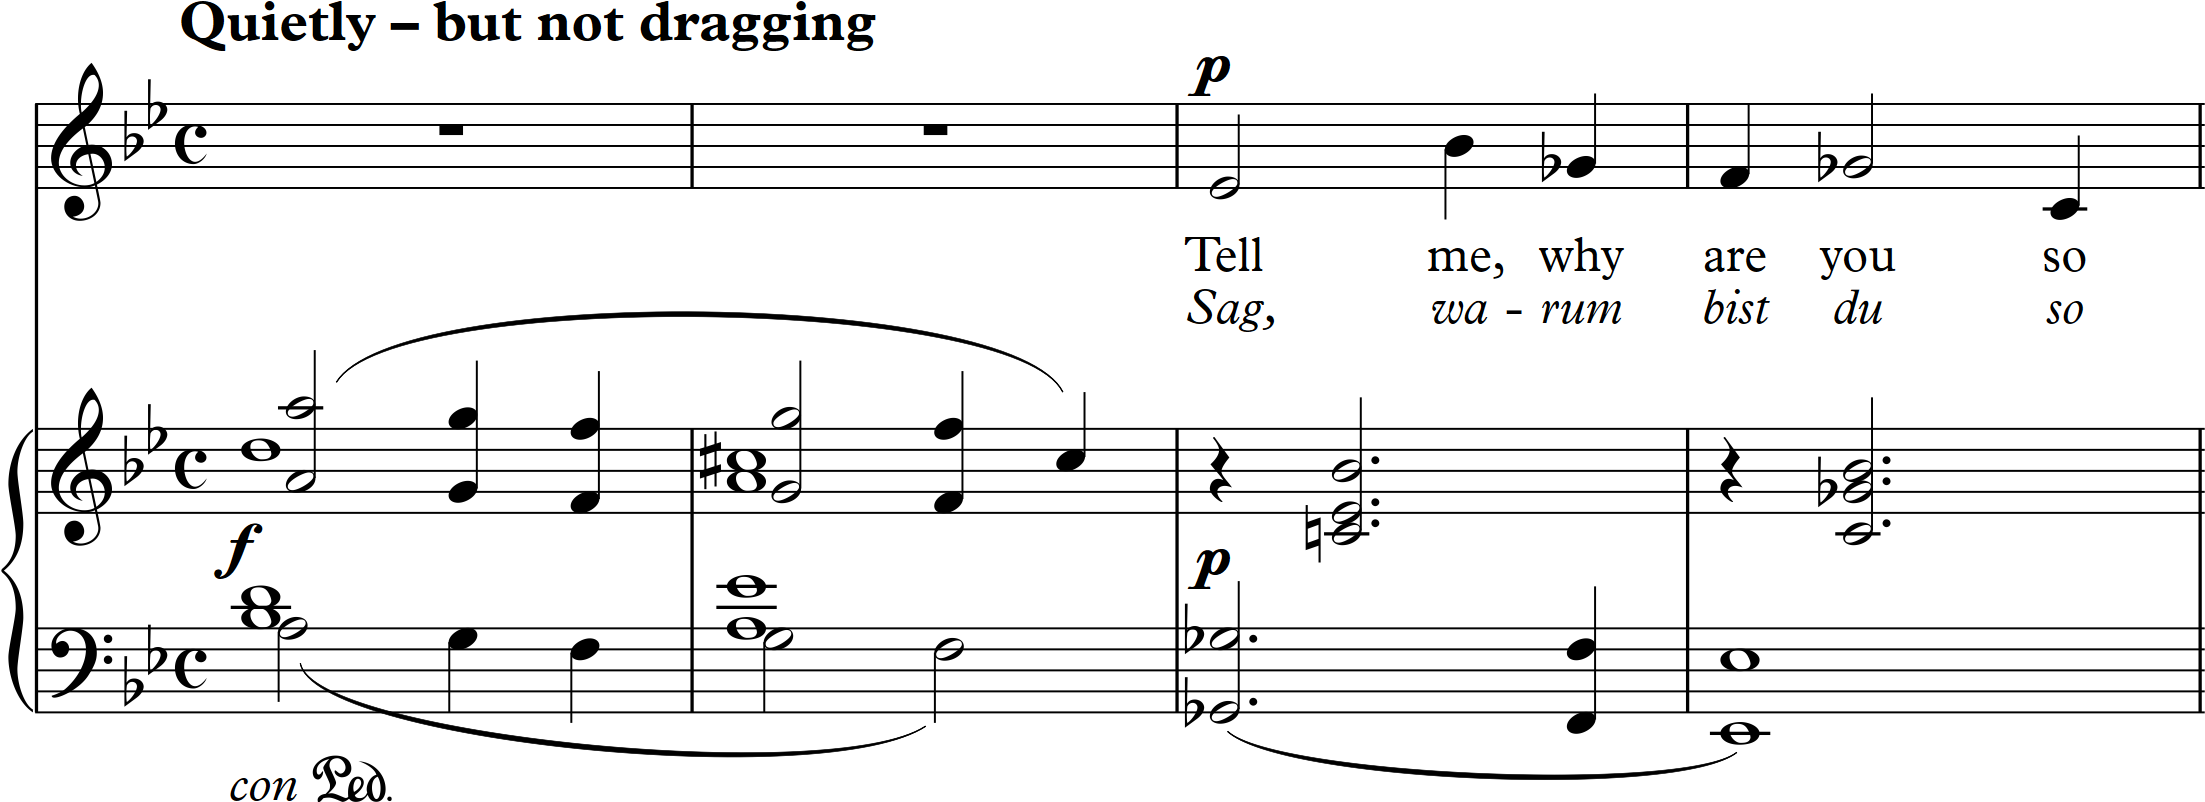 Quietly – but not dragging
p
Tell me, why are you so
Sag, wa - rum bist du so
f
p
con Ped.